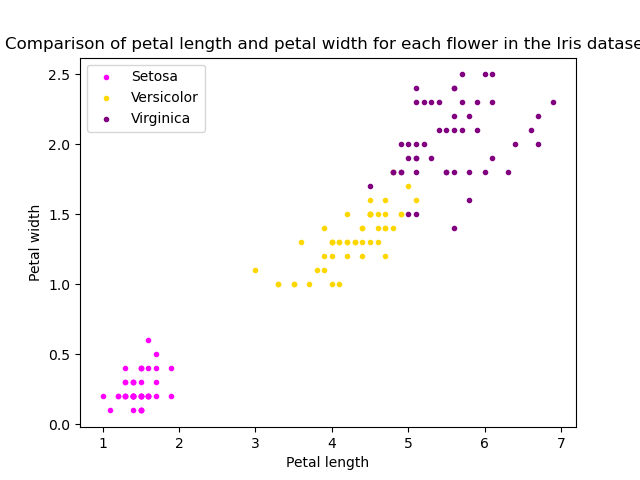 Comparison of petal length and petal width for each flower in the Iris datase
Setosa
Versicolor
Virginica
2.5
2.0
1.5
1.0
0.5
0.0
Petal width
1 2 3 4 5 6 7
Petal length